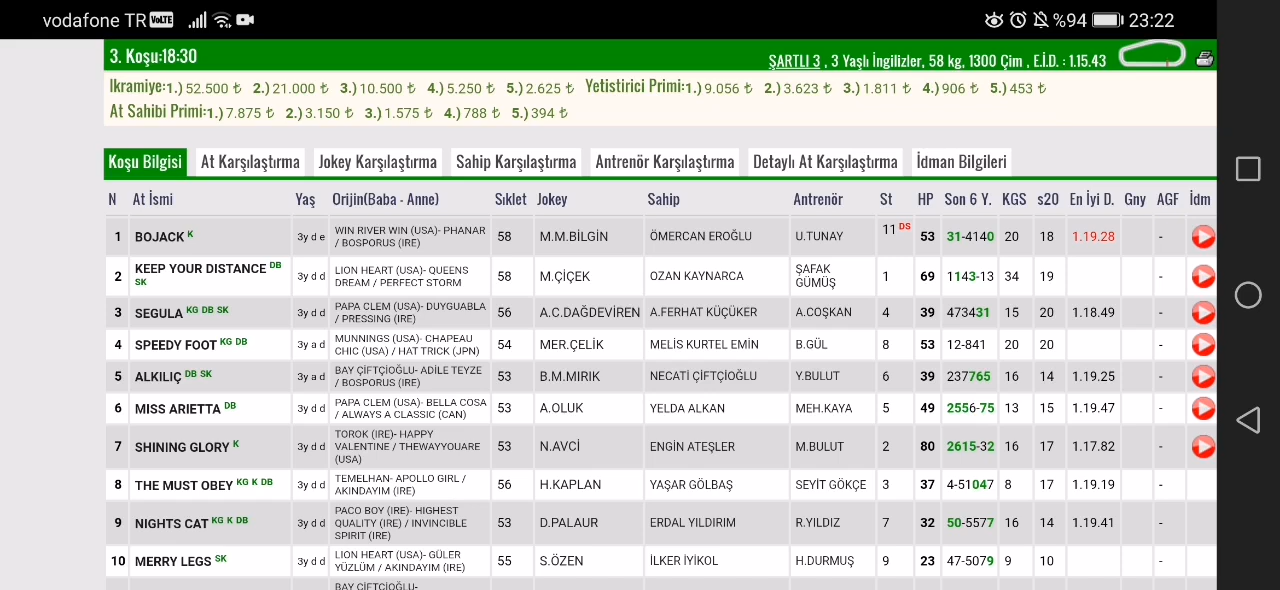 vodafone TR VoLTE %94 23:22
3. Koşu:18:30 ŞARTLI 3 , 3 Yaşlı İngilizler, 58 kg, 1300 Çim , E.İ.D. : 1.15.43
Ikramiye:1.) 52.500 ₺ 2.) 21.000 ₺ 3.) 10.500 ₺ 4.) 5.250 ₺ 5.) 2.625 ₺ Yetistirici Primi:1.) 9.056 ₺ 2.) 3.623 ₺ 3.) 1.811 ₺ 4.) 906 ₺ 5.) 453 ₺
At Sahibi Primi:1.) 7.875 ₺ 2.) 3.150 ₺ 3.) 1.575 ₺ 4.) 788 ₺ 5.) 394 ₺
Koşu Bilgisi At Karşılaştırma Jokey Karşılaştırma Sahip Karşılaştırma Antrenör Karşılaştırma Detaylı At Karşılaştırma İdman Bilgileri
N At İsmi Yaş Orijin(Baba - Anne) Sıklet Jokey Sahip Antrenör St HP Son 6 Y. KGS s20 En İyi D. Gny AGF İdm
1 BOJACK K 3y d e WIN RIVER WIN (USA)- PHANAR / BOSPORUS (IRE) 58 M.M.BİLGİN ÖMERCAN EROĞLU U.TUNAY 11 DS 53 31-4140 20 18 1.19.28 -
2 KEEP YOUR DISTANCE DB SK 3y d d LION HEART (USA)- QUEENS DREAM / PERFECT STORM 58 M.ÇİÇEK OZAN KAYNARCA ŞAFAK GÜMÜŞ 1 69 1143-13 34 19 -
3 SEGULA KG DB SK 3y d d PAPA CLEM (USA)- DUYGUABLA / PRESSING (IRE) 56 A.C.DAĞDEVİREN A.FERHAT KÜÇÜKER A.COŞKAN 4 39 473431 15 20 1.18.49 -
4 SPEEDY FOOT KG DB 3y a d MUNNINGS (USA)- CHAPEAU CHIC (USA) / HAT TRICK (JPN) 54 MER.ÇELİK MELİS KURTEL EMİN B.GÜL 8 53 12-841 20 20 -
5 ALKILIÇ DB SK 3y a d BAY ÇİFTÇİOĞLU- ADİLE TEYZE / BOSPORUS (IRE) 53 B.M.MIRIK NECATİ ÇİFTÇİOĞLU Y.BULUT 6 39 237765 16 14 1.19.25 -
6 MISS ARIETTA DB 3y d d PAPA CLEM (USA)- BELLA COSA / ALWAYS A CLASSIC (CAN) 53 A.OLUK YELDA ALKAN MEH.KAYA 5 49 2556-75 13 15 1.19.47 -
7 SHINING GLORY K 3y d d TOROK (IRE)- HAPPY VALENTINE / THEWAYYOUARE (USA) 53 N.AVCİ ENGİN ATEŞLER M.BULUT 2 80 2615-32 16 17 1.17.82 -
8 THE MUST OBEY KG K DB 3y d d TEMELHAN- APOLLO GIRL / AKINDAYIM (IRE) 56 H.KAPLAN YAŞAR GÖLBAŞ SEYİT GÖKÇE 3 37 4-51047 8 17 1.19.19 -
9 NIGHTS CAT KG K DB 3y d d PACO BOY (IRE)- HIGHEST QUALITY (IRE) / INVINCIBLE SPIRIT (IRE) 53 D.PALAUR ERDAL YILDIRIM R.YILDIZ 7 32 50-5577 16 14 1.19.41 -
10 MERRY LEGS SK 3y d d LION HEART (USA)- GÜLER YÜZLÜM / AKINDAYIM (IRE) 55 S.ÖZEN İLKER İYİKOL H.DURMUŞ 9 23 47-5079 9 10 -
BAY ÇİFTÇİOĞLU-